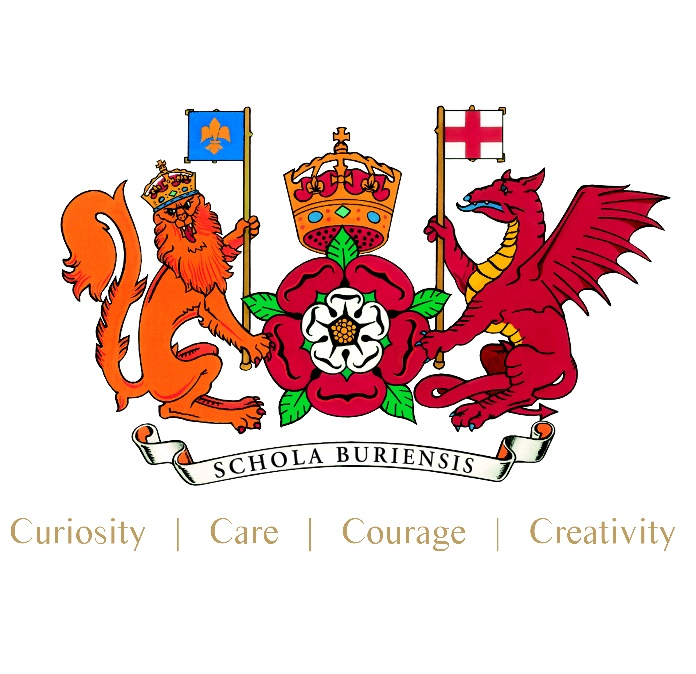 SCHOLA BURIENSIS
Curiosity | Care | Courage | Creativity